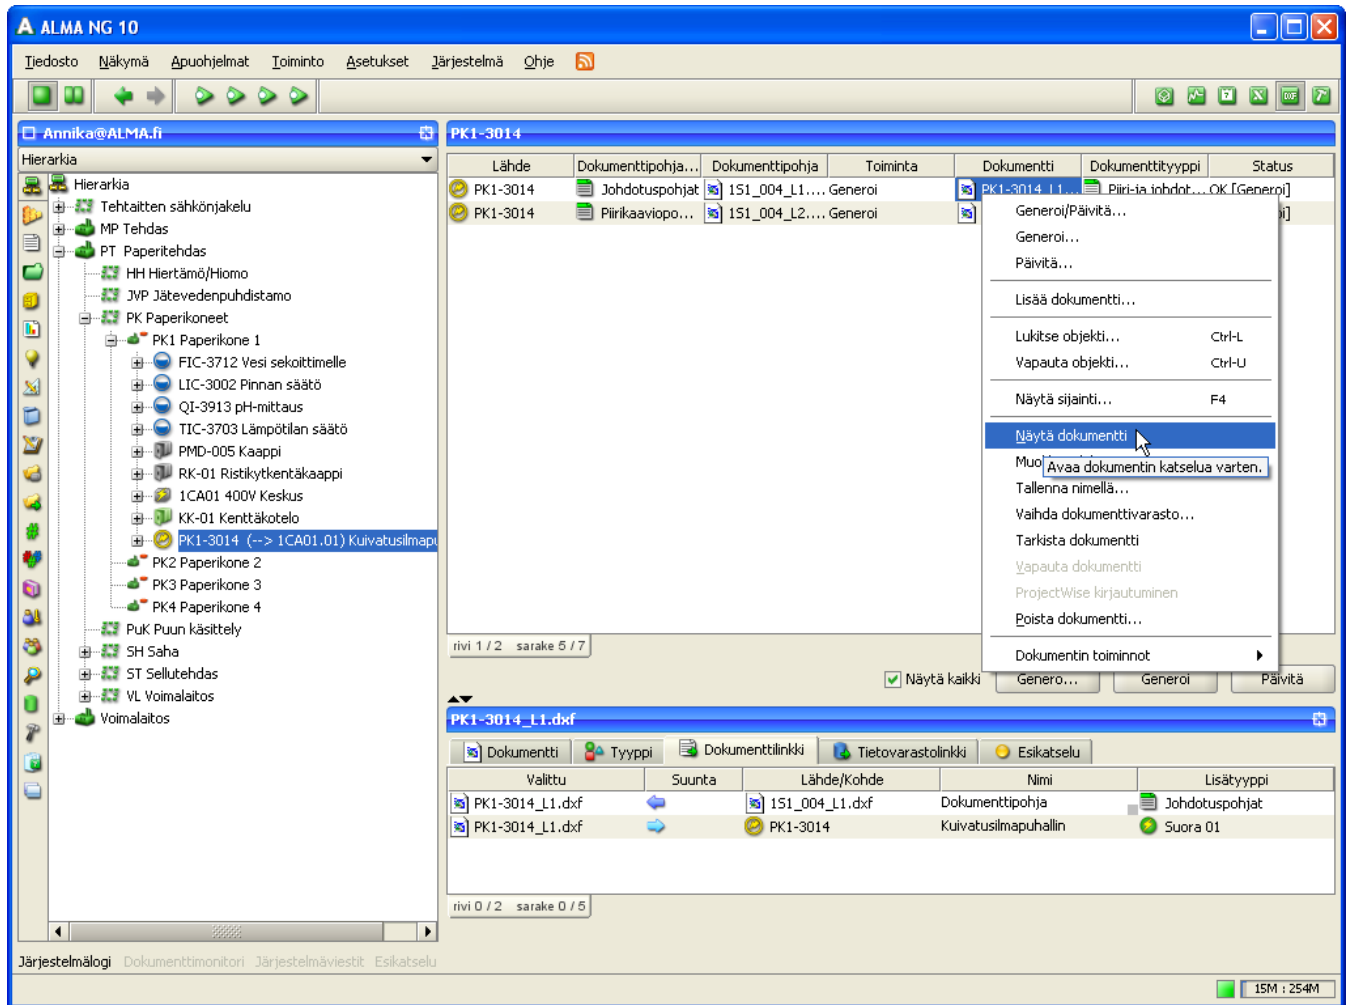 ALMA NG 10
Tiedosto Näkymä Apuohjelmat Toiminto Asetukset Järjestelmä Ohje
Annika@ALMA.fi
Hierarkia
Hierarkia
Tehtaitten sähkönjakelu
MP Tehdas
PT Paperitehdas
HH Hiertämö/Hiomo
JVP Jätevedenpuhdistamo
PK Paperikoneet
PK1 Paperikone 1
FIC-3712 Vesi sekoittimelle
LIC-3002 Pinnan säätö
QI-3913 pH-mittaus
TIC-3703 Lämpötilan säätö
PMD-005 Kaappi
RK-01 Ristikytkentäkaappi
1CA01 400V Keskus
KK-01 Kenttäkotelo
PK1-3014 (--> 1CA01.01) Kuivatusilmapu
PK2 Paperikone 2
PK3 Paperikone 3
PK4 Paperikone 4
PuK Puun käsittely
SH Saha
ST Sellutehdas
VL Voimalaitos
Voimalaitos
PK1-3014
Lähde Dokumenttipohja... Dokumenttipohja Toiminta Dokumentti Dokumenttityyppi Status
PK1-3014 Johdotuspohjat 1S1_004_L1.... Generoi PK1-3014_L1... Piiri-ja johdot... OK [Generoi]
PK1-3014 Piirikaaviopo... 1S1_004_L2.... Generoi
Generoi/Päivitä...
Generoi...
Päivitä...
Lisää dokumentti...
Lukitse objekti... Ctrl-L
Vapauta objekti... Ctrl-U
Näytä sijainti... F4
Näytä dokumentti
Avaa dokumentin katselua varten.
Tallenna nimellä...
Vaihda dokumenttivarasto...
Tarkista dokumentti
Vapauta dokumentti
ProjectWise kirjautuminen
Poista dokumentti...
Dokumentin toiminnot
rivi 1 / 2 sarake 5 / 7
Näytä kaikki Genero... Generoi Päivitä
PK1-3014_L1.dxf
Dokumentti Tyyppi Dokumenttilinkki Tietovarastolinkki Esikatselu
Valittu Suunta Lähde/Kohde Nimi Lisätyyppi
PK1-3014_L1.dxf 1S1_004_L1.dxf Dokumenttipohja Johdotuspohjat
PK1-3014_L1.dxf PK1-3014 Kuivatusilmapuhallin Suora 01
rivi 0 / 2 sarake 0 / 5
Järjestelmälogi Dokumenttimonitori Järjestelmäviestit Esikatselu
15M : 254M